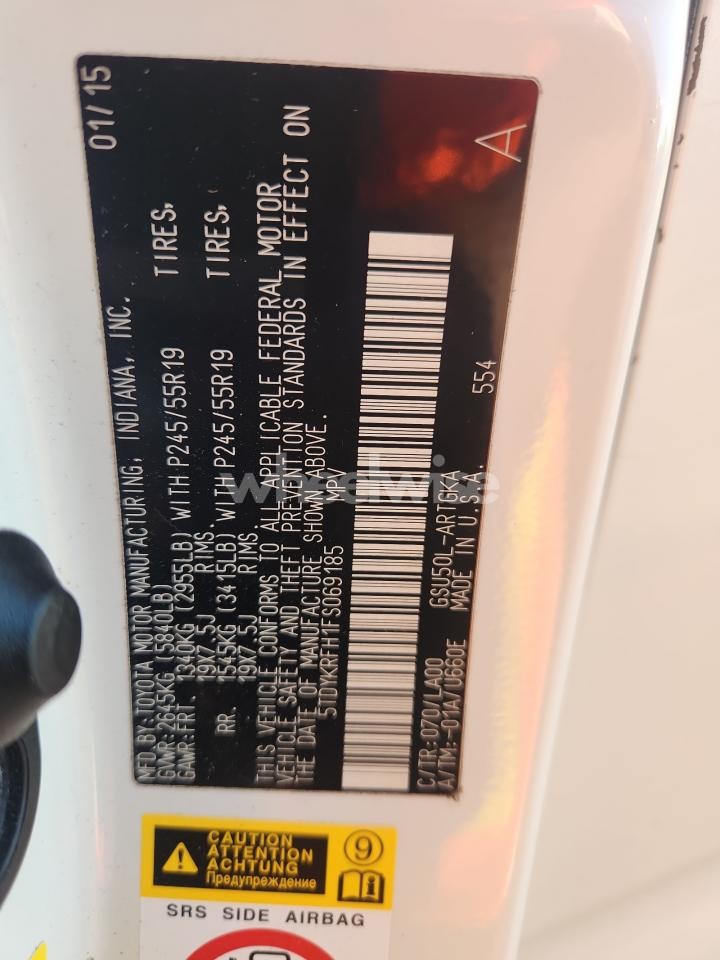 MFD BY:TOYOTA MOTOR MANUFACTURING, INDIANA, INC. 01/15
GVWR:2645KG(5840LB)
GAWR:FRT 1340KG (2955LB) WITH P245/55R19 TIRES,
19X7.5J RIMS,
RR. 1545KG (3415LB) WITH P245/55R19 TIRES,
19X7.5J RIMS.
THIS VEHICLE CONFORMS TO ALL APPLICABLE FEDERAL MOTOR
VEHICLE SAFETY AND THEFT PREVENTION STANDARDS IN EFFECT ON
THE DATE OF MANUFACTURE SHOWN ABOVE.
5TDYKRFH1FS069185 MPV
C/TR:070/LA00 GSU50L-ARTGKA 554
A/TM:-01A/U660E MADE IN U.S.A.
A
wheelwise
CAUTION
ATTENTION
ACHTUNG
Предупреждение
9
SRS SIDE AIRBAG